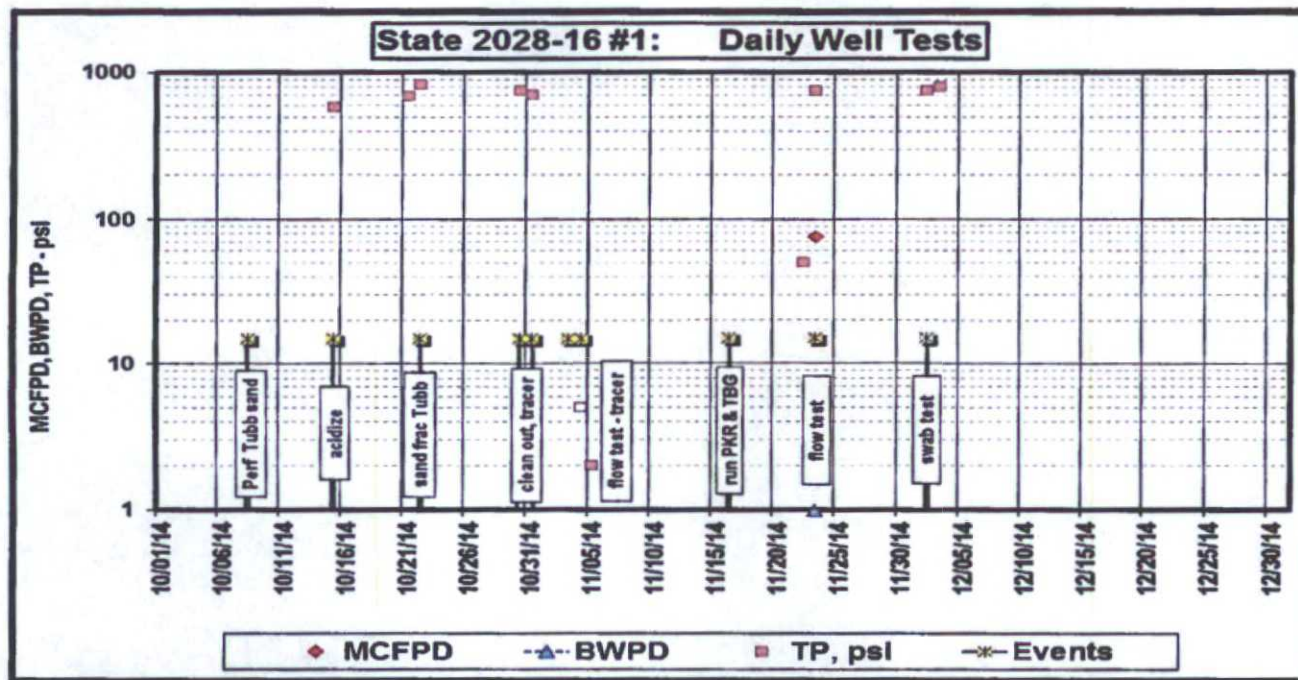 State 2028-16 #1: Daily Well Tests
MCFPD, BWPD, TP - psi
1000
100
10
1
Perf Tubb sand
acidize
sand frac Tubb
clean out, tracer
flow test - tracer
run PKR & TBG
flow test
swab test
10/01/14
10/06/14
10/11/14
10/16/14
10/21/14
10/26/14
10/31/14
11/05/14
11/10/14
11/15/14
11/20/14
11/25/14
11/30/14
12/05/14
12/10/14
12/15/14
12/20/14
12/25/14
12/30/14
MCFPD BWPD TP, psi Events